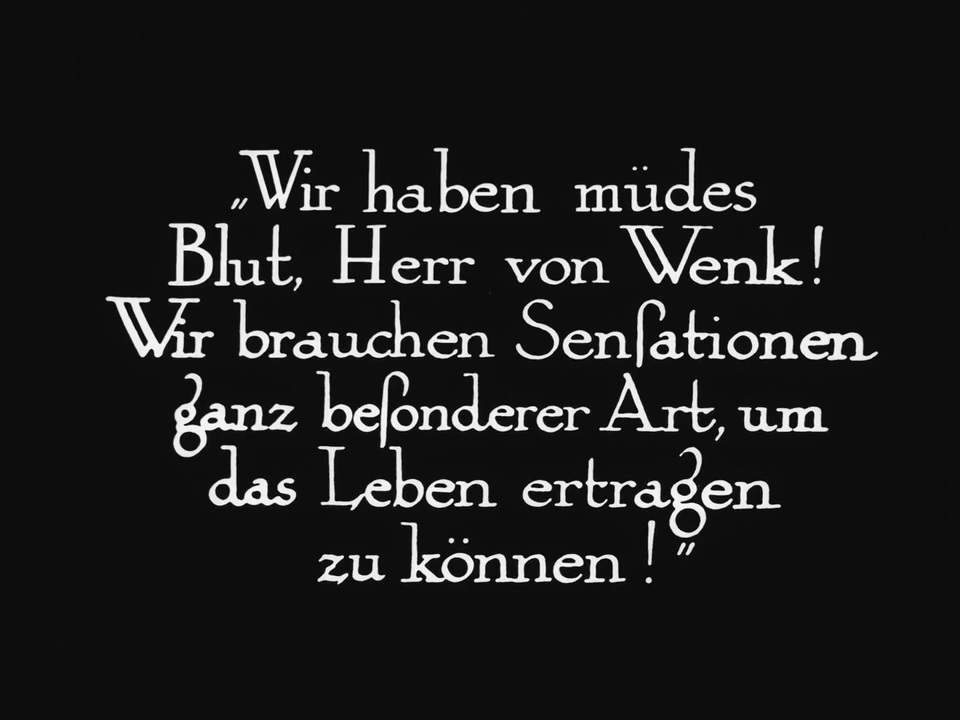 „Wir haben müdes
Blut, Herr von Wenk!
Wir brauchen Senſationen
ganz beſonderer Art, um
das Leben ertragen
zu können!”